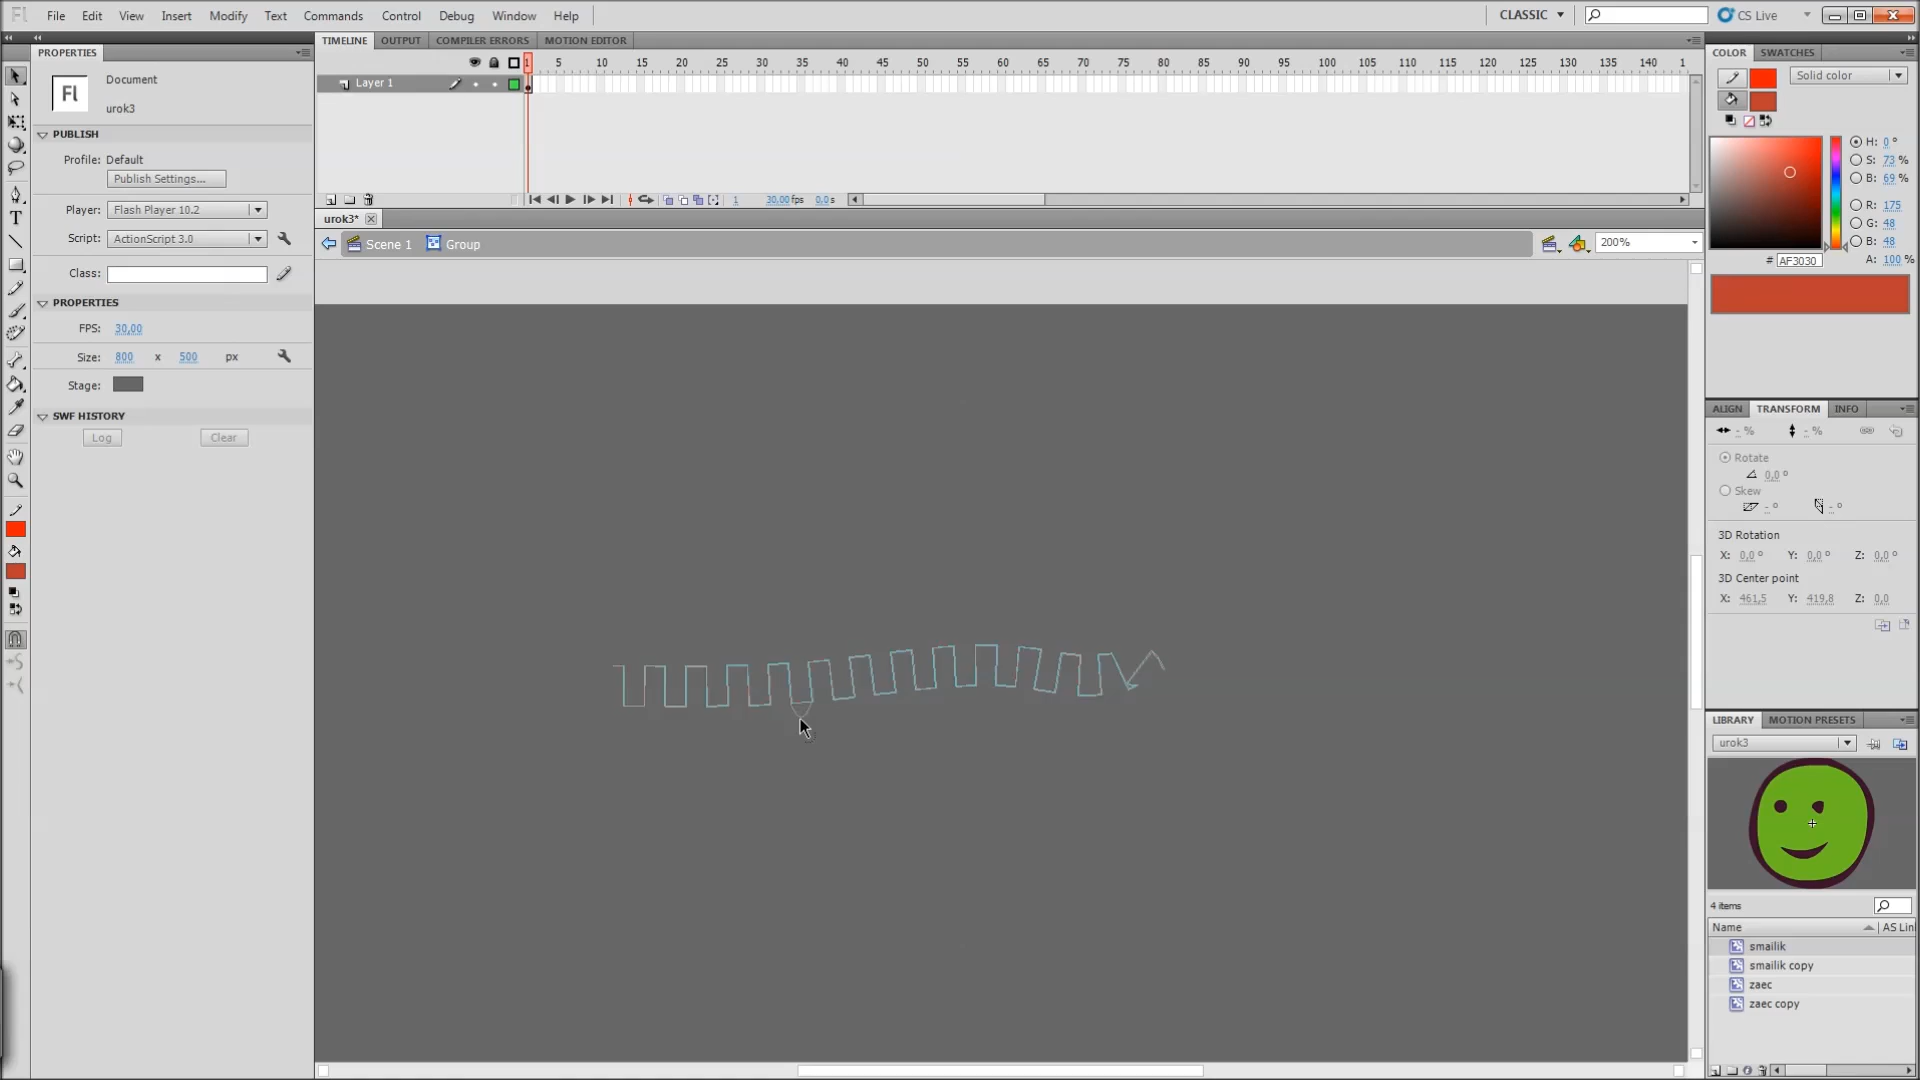 Fl File Edit View Insert Modify Text Commands Control Debug Window Help CLASSIC CS Live
PROPERTIES
Fl
Document
urok3
PUBLISH
Profile: Default
Publish Settings...
Player: Flash Player 10.2
Script: ActionScript 3.0
Class:
PROPERTIES
FPS: 30,00
Size: 800 x 500 px
Stage:
SWF HISTORY
Log Clear
TIMELINE OUTPUT COMPILER ERRORS MOTION EDITOR
1 5 10 15 20 25 30 35 40 45 50 55 60 65 70 75 80 85 90 95 100 105 110 115 120 125 130 135 140 1
Layer 1
1 30,00 fps 0,0 s
urok3*
Scene 1 Group 200%
COLOR SWATCHES
Solid color
H: 0 °
S: 73 %
B: 69 %
R: 175
G: 48
B: 48
# AF3030 A: 100 %
ALIGN TRANSFORM INFO
- % - %
Rotate
0,0 °
Skew
- ° - °
3D Rotation
X: 0,0 ° Y: 0,0 ° Z: 0,0 °
3D Center point
X: 461,5 Y: 419,8 Z: 0,0
LIBRARY MOTION PRESETS
urok3
4 items
Name AS Lin
smailik
smailik copy
zaec
zaec copy